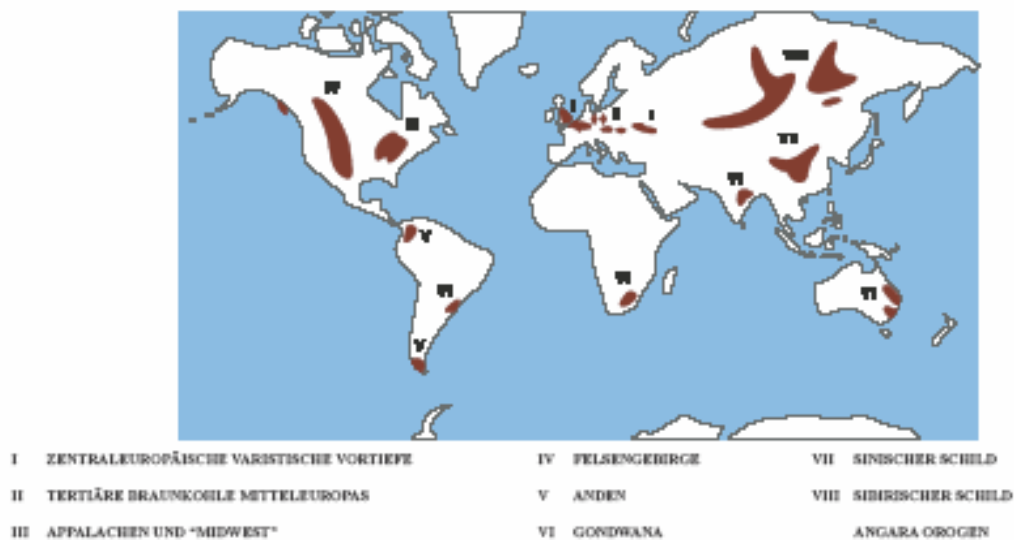 I ZENTRALEUROPÄISCHE VARISTISCHE VORTIEFE
II TERTIÄRE BRAUNKOHLE MITTELEUROPAS
III APPALACHEN UND “MIDWEST”
IV FELSENGEBIRGE
V ANDEN
VI GONDWANA
VII SINISCHER SCHILD
VIII SIBIRISCHER SCHILD
ANGARA OROGEN